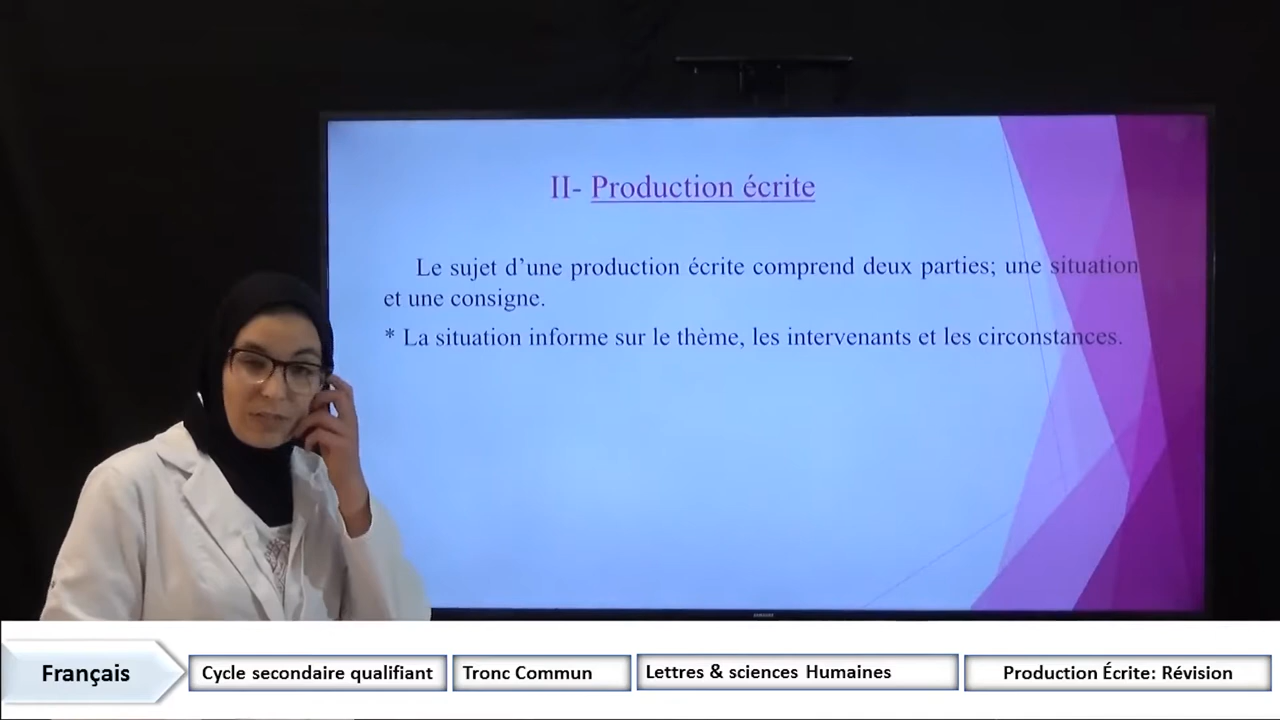 II- Production écrite
Le sujet d’une production écrite comprend deux parties; une situation
et une consigne.
* La situation informe sur le thème, les intervenants et les circonstances.
SAMSUNG
Français
Cycle secondaire qualifiant
Tronc Commun
Lettres & sciences Humaines
Production Écrite: Révision